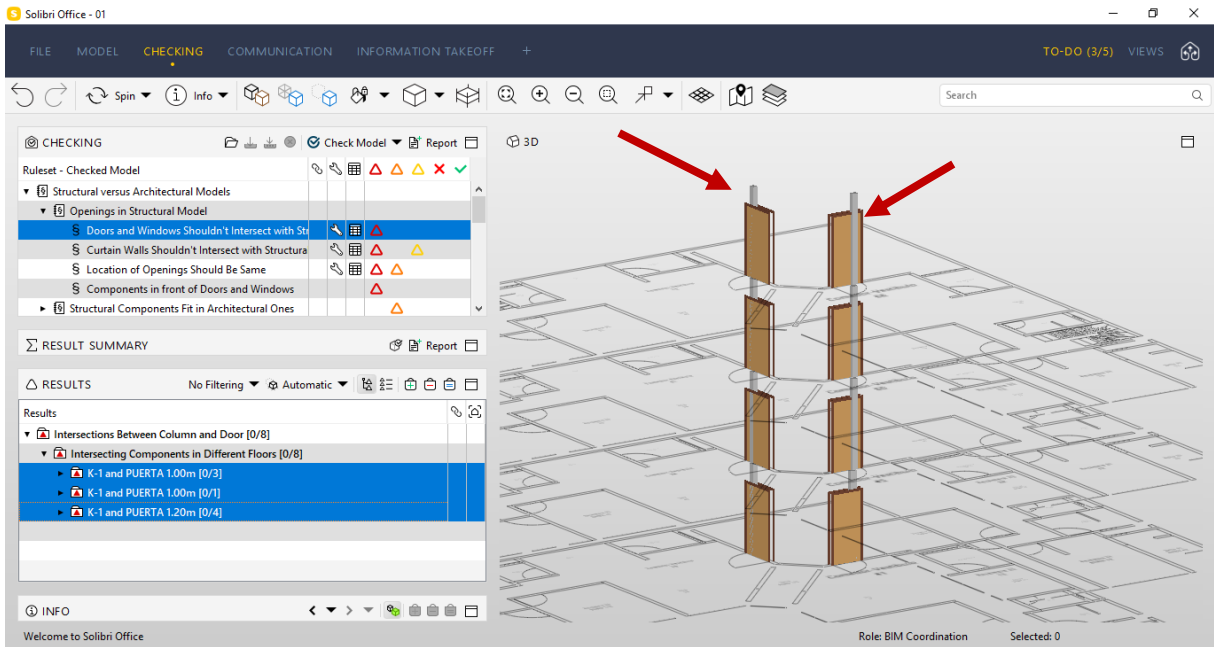 Solibri Office - 01
FILE MODEL CHECKING COMMUNICATION INFORMATION TAKEOFF + TO-DO (3/5) VIEWS
Spin Info Search
CHECKING Check Model Report 3D
Ruleset - Checked Model
Structural versus Architectural Models
Openings in Structural Model
§ Doors and Windows Shouldn't Intersect with Str
§ Curtain Walls Shouldn't Intersect with Structura
§ Location of Openings Should Be Same
§ Components in front of Doors and Windows
Structural Components Fit in Architectural Ones
RESULT SUMMARY Report
RESULTS No Filtering Automatic
Results
Intersections Between Column and Door [0/8]
Intersecting Components in Different Floors [0/8]
K-1 and PUERTA 1.00m [0/3]
K-1 and PUERTA 1.00m [0/1]
K-1 and PUERTA 1.20m [0/4]
INFO
Welcome to Solibri Office Role: BIM Coordination Selected: 0